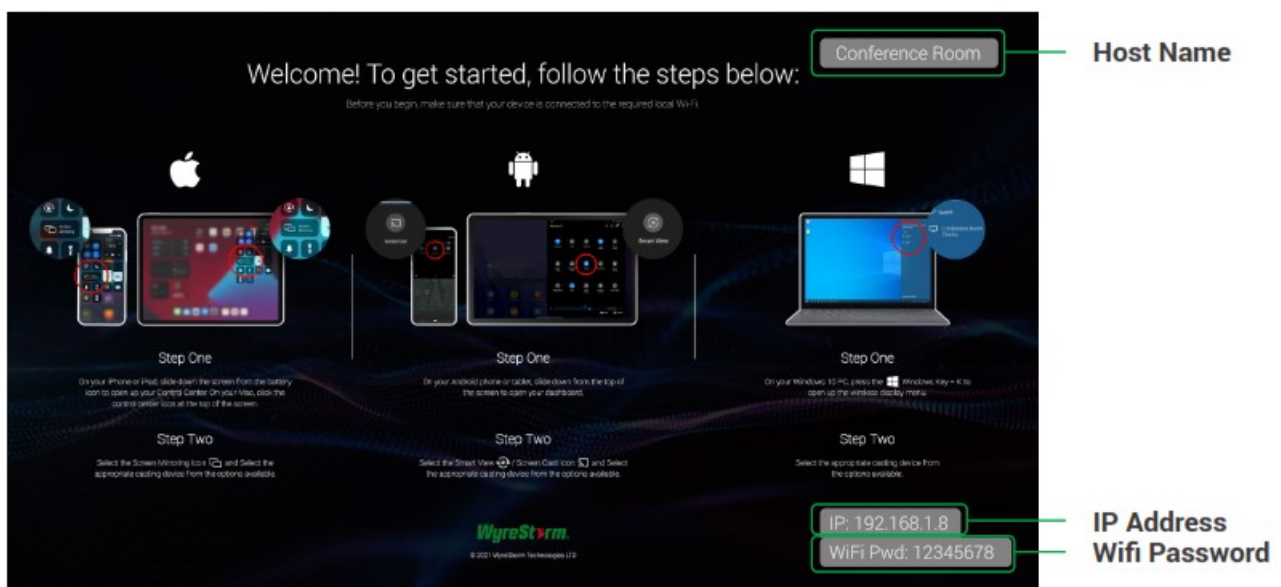 Conference Room
Host Name
Welcome! To get started, follow the steps below:
Before you begin, make sure that your device is connected to the required local Wi-Fi.
Smart View
Conference Room
Display
Step One
On your iPhone or iPad, slide down the screen from the battery
icon to open up your Control Center. On your Mac, click the
control center icon at the top of the screen.
Step Two
Select the Screen Mirroring Icon and Select the
appropriate casting device from the options available.
Step One
On your Android phone or tablet, slide down from the top of
the screen to open your dashboard.
Step Two
Select the Smart View / Screen Cast Icon and Select
the appropriate casting device from the options available.
Step One
On your Windows 10 PC, press the Windows Key + K to
open up the wireless display menu.
Step Two
Select the appropriate casting device from
the options available.
WyreStorm.
© 2021 WyreStorm Technologies LTD
IP: 192.168.1.8
IP Address
WiFi Pwd: 12345678
Wifi Password